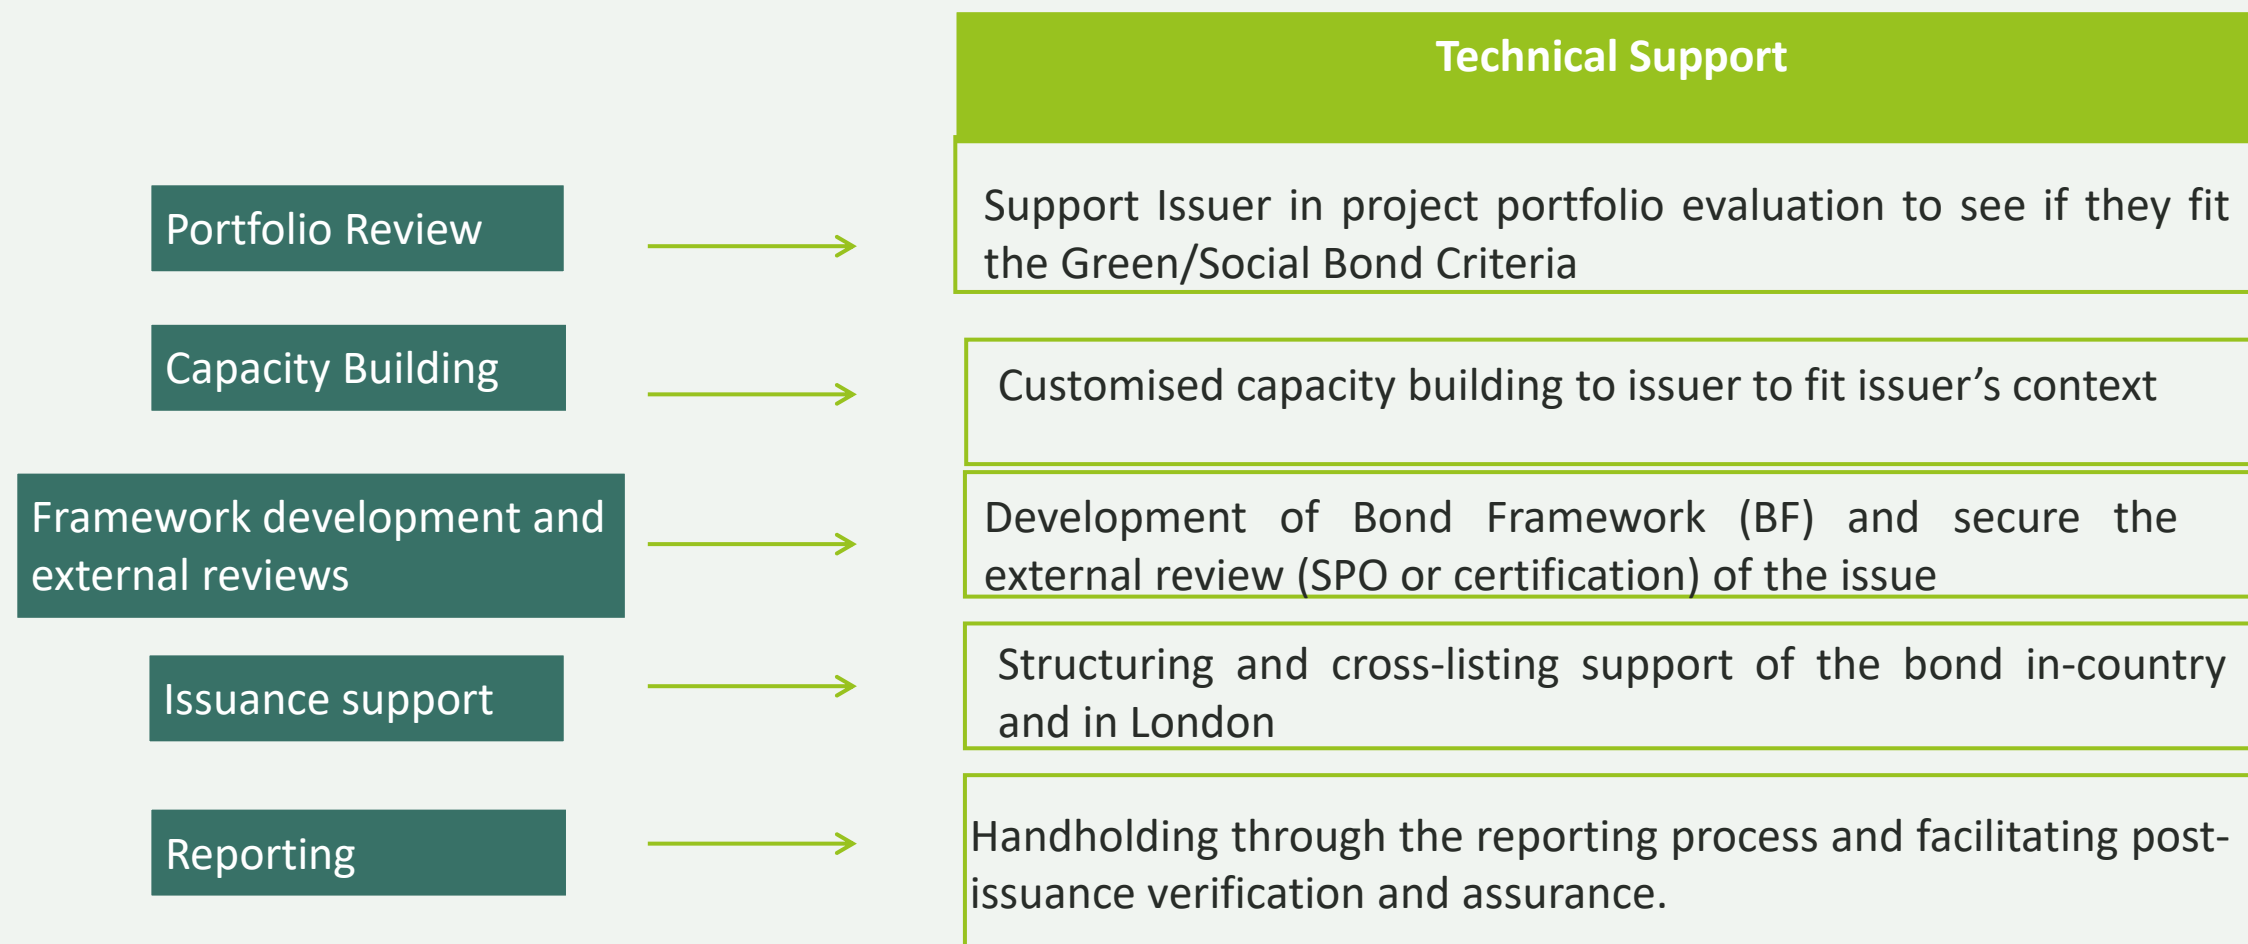 Technical Support
Portfolio Review
Support Issuer in project portfolio evaluation to see if they fit
the Green/Social Bond Criteria
Capacity Building
Customised capacity building to issuer to fit issuer’s context
Framework development and
external reviews
Development of Bond Framework (BF) and secure the
external review (SPO or certification) of the issue
Issuance support
Structuring and cross-listing support of the bond in-country
and in London
Reporting
Handholding through the reporting process and facilitating post-
issuance verification and assurance.